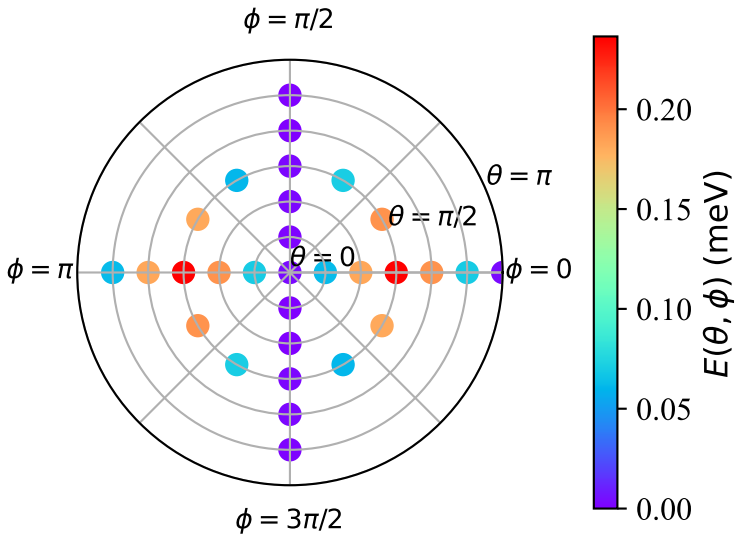 ϕ = π/2
θ = π
θ = π/2
θ = 0
ϕ = π
ϕ = 0
ϕ = 3π/2
0.20
0.15
0.10
0.05
0.00
E(θ, ϕ) (meV)